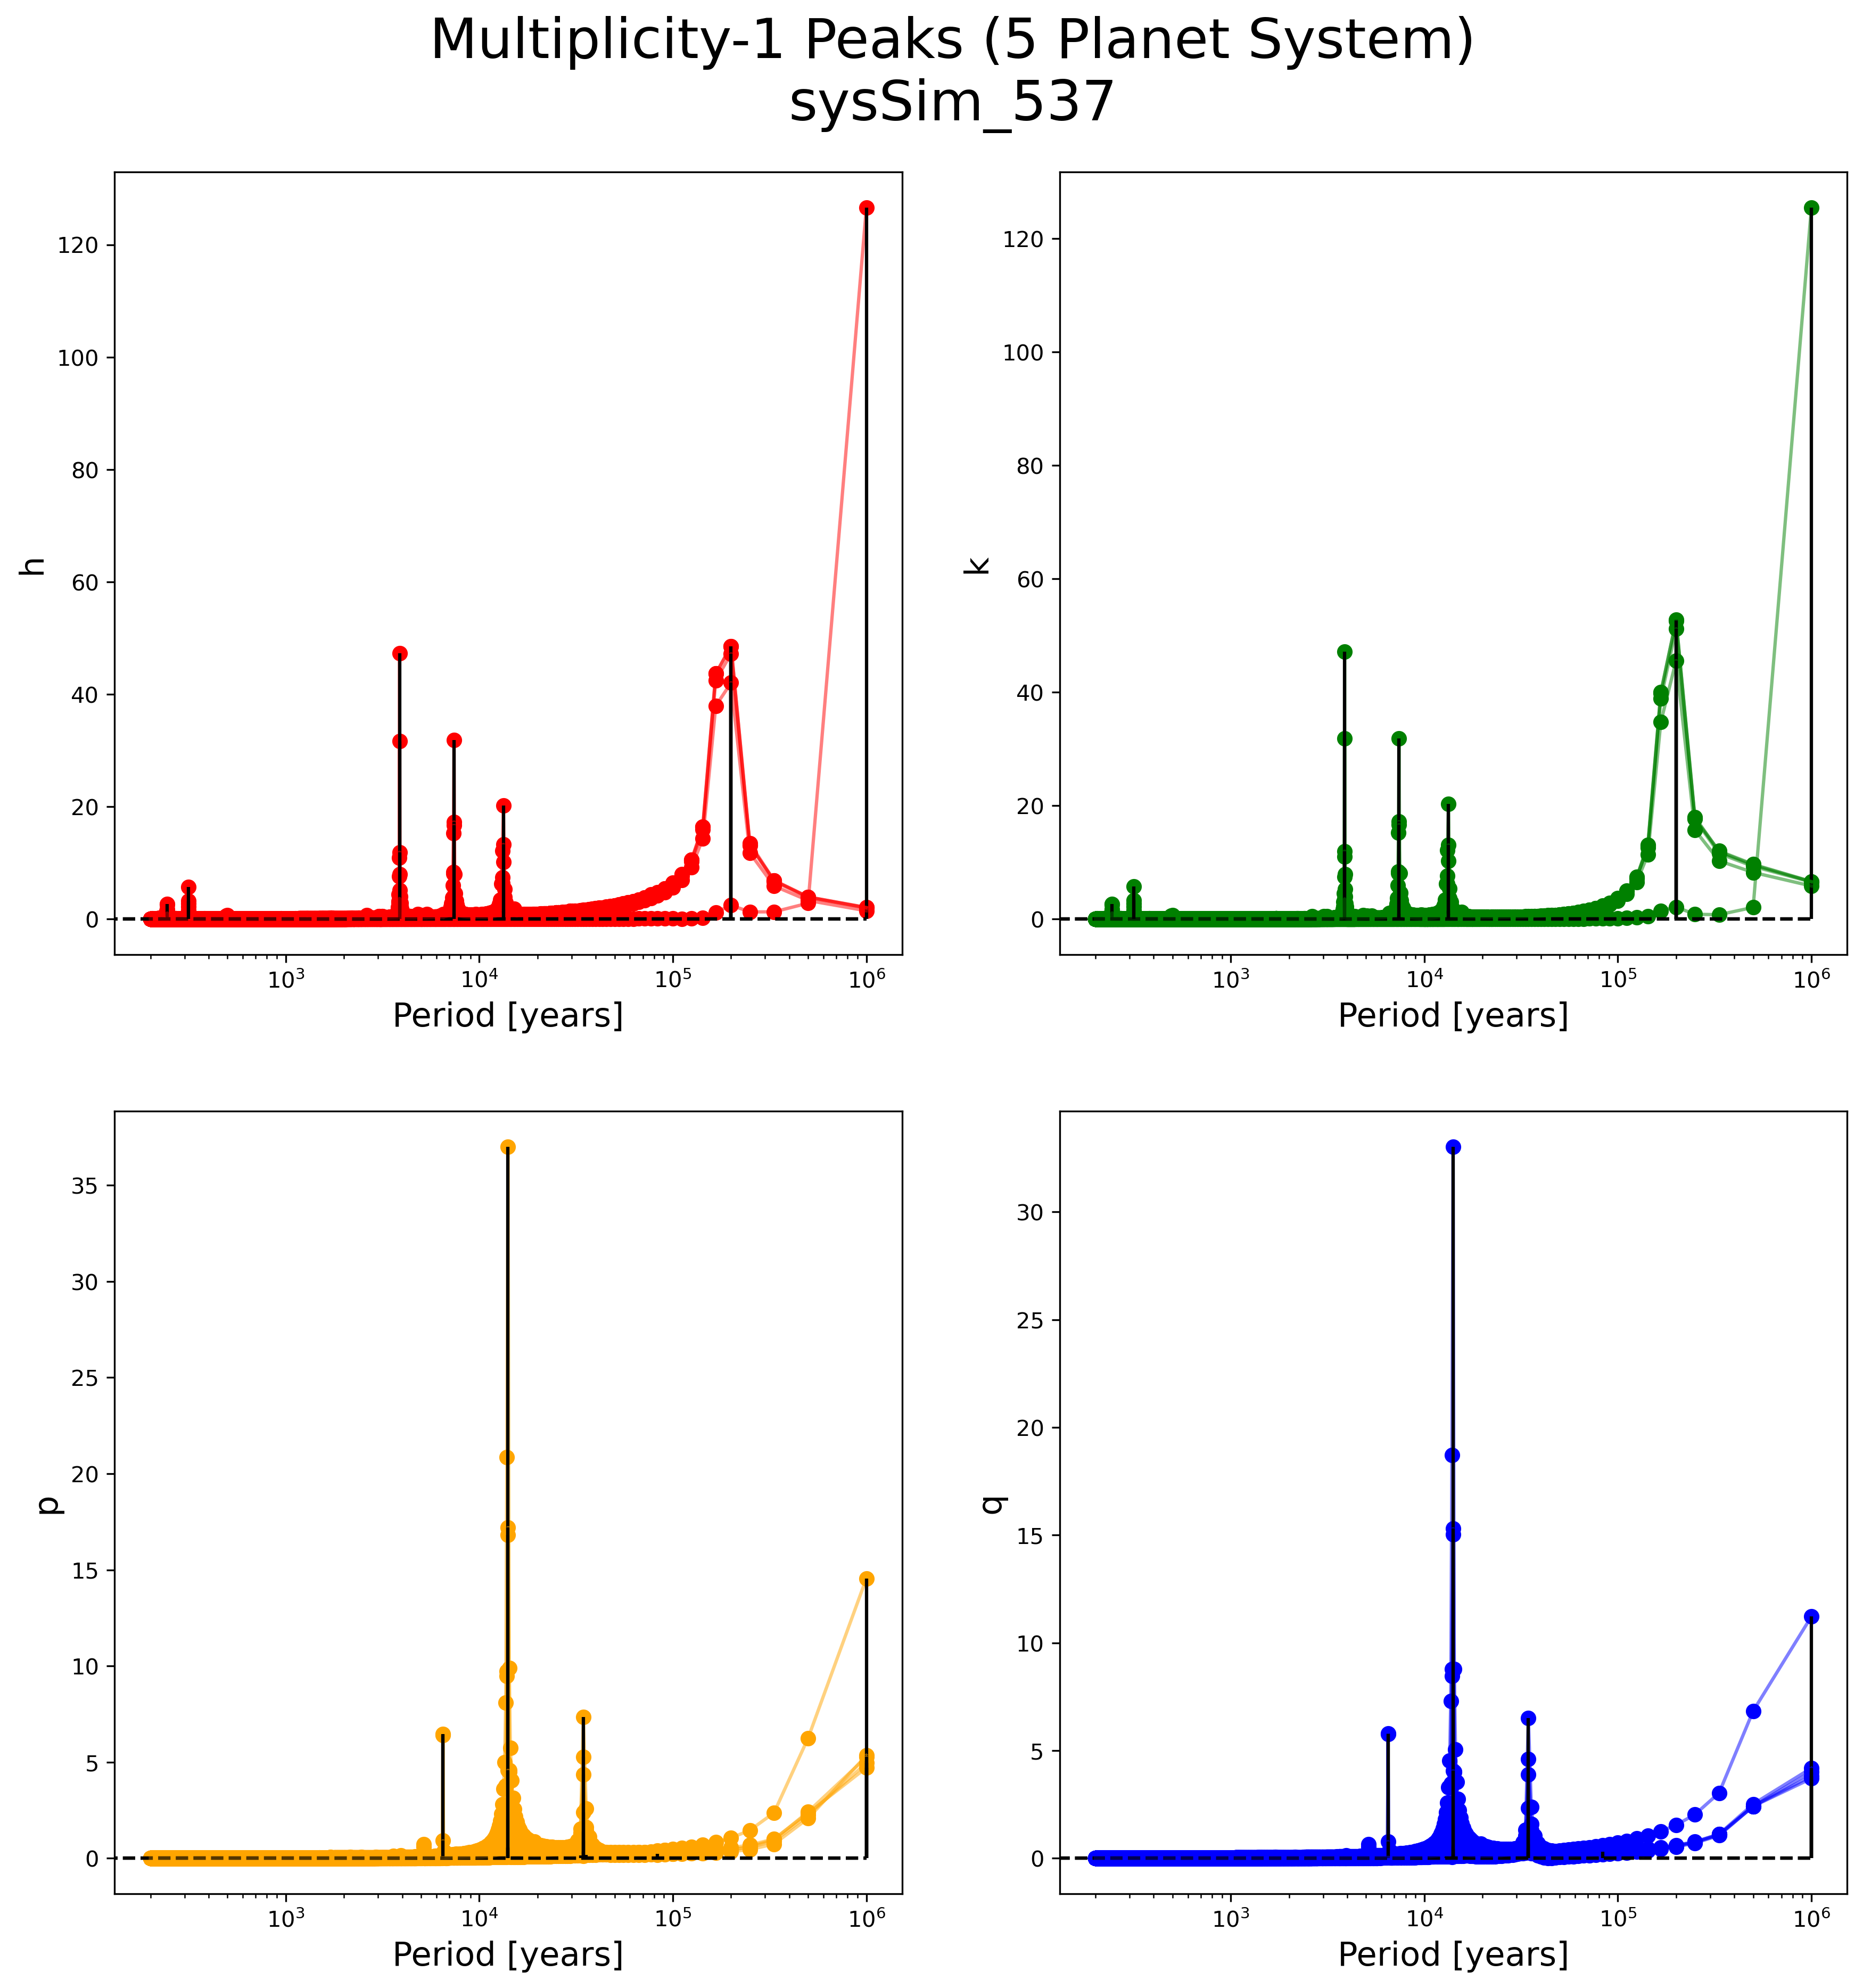 Multiplicity-1 Peaks (5 Planet System)
sysSim_537
h
120
100
80
60
40
20
0
10³ 10⁴ 10⁵ 10⁶
Period [years]
k
120
100
80
60
40
20
0
10³ 10⁴ 10⁵ 10⁶
Period [years]
p
35
30
25
20
15
10
5
0
10³ 10⁴ 10⁵ 10⁶
Period [years]
q
30
25
20
15
10
5
0
10³ 10⁴ 10⁵ 10⁶
Period [years]